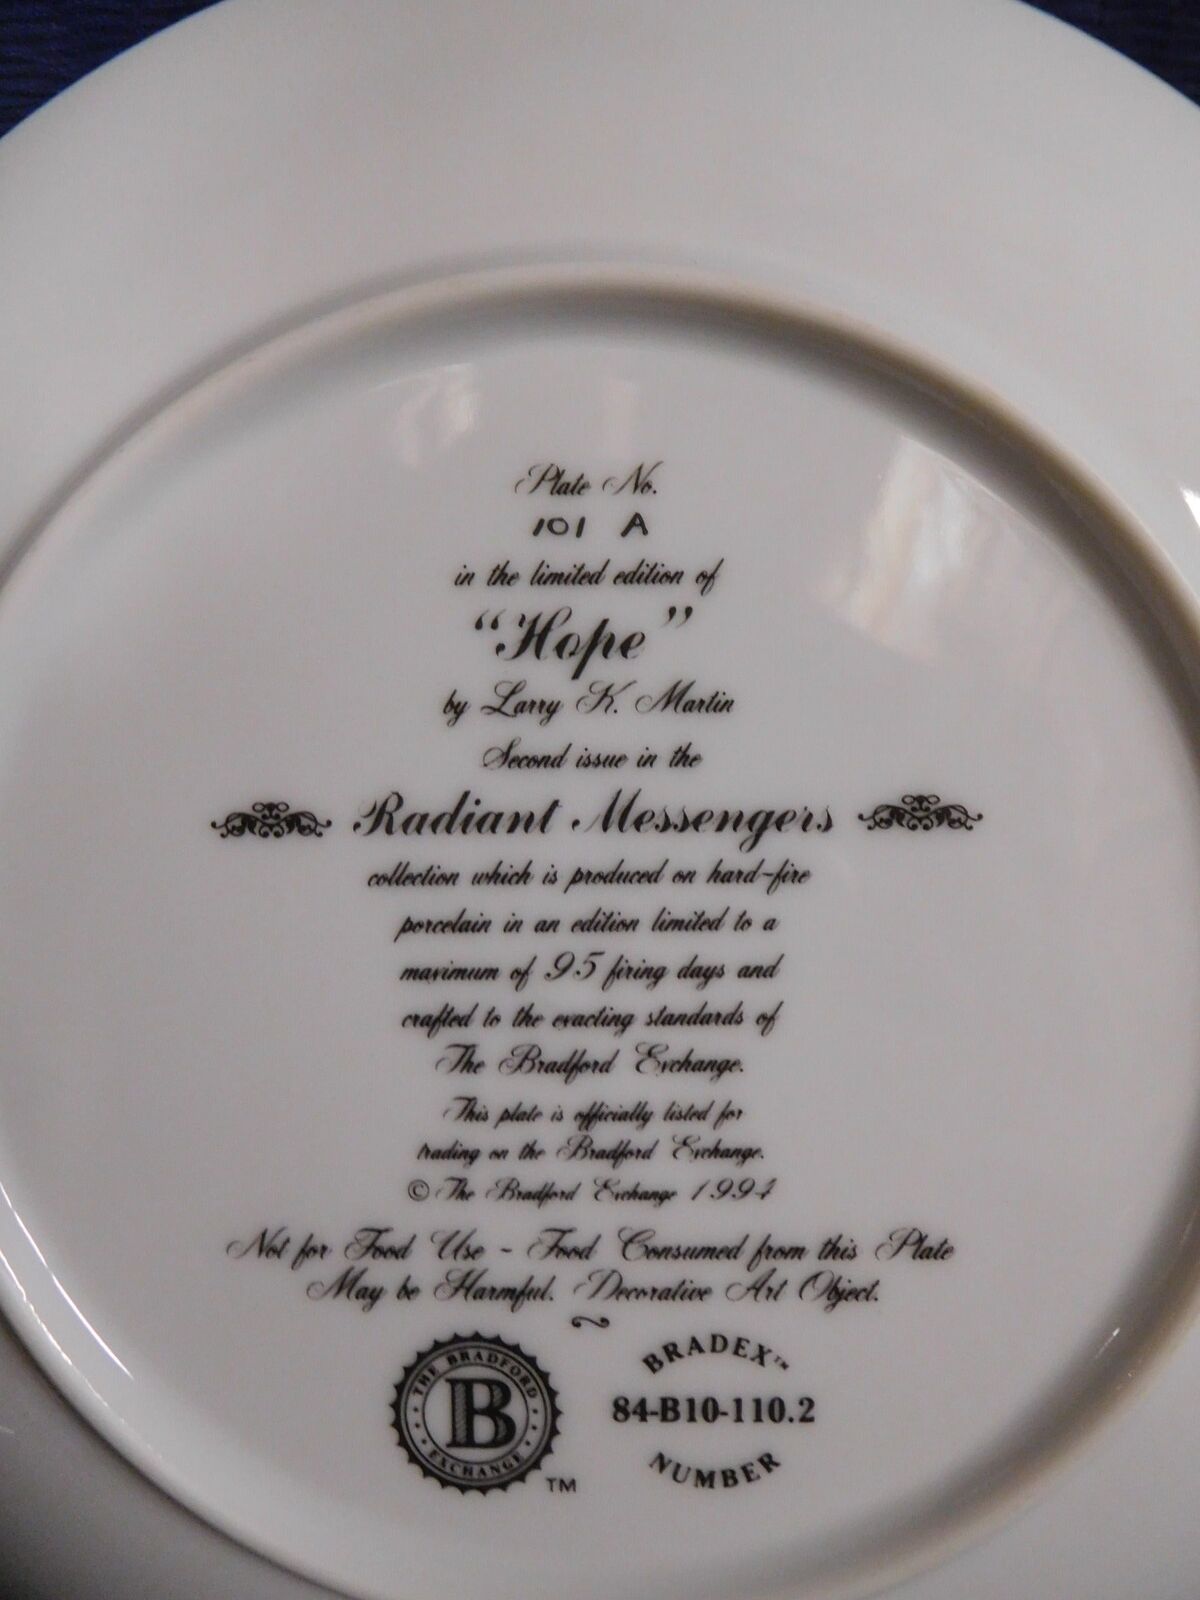 Plate No.
101 A
in the limited edition of
"Hope"
by Larry K. Martin
Second issue in the
Radiant Messengers
collection which is produced on hard-fire
porcelain in an edition limited to a
maximum of 95 firing days and
crafted to the exacting standards of
The Bradford Exchange.
This plate is officially listed for
trading on the Bradford Exchange.
© The Bradford Exchange 1994
Not for Food Use - Food Consumed from this Plate
May be Harmful. Decorative Art Object.
THE BRADFORD
B
EXCHANGE
TM
BRADEX™
84-B10-110.2
NUMBER